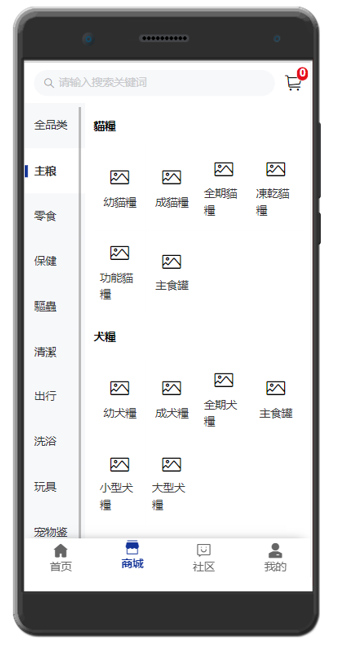 请输入搜索关键词
0
全品类
主粮
零食
保健
驅蟲
清潔
出行
洗浴
玩具
宠物鉴
貓糧
幼貓糧
成貓糧
全期貓
糧
凍乾貓
糧
功能貓
糧
主食罐
犬糧
幼犬糧
成犬糧
全期犬
糧
主食罐
小型犬
糧
大型犬
糧
首页
商城
社区
我的